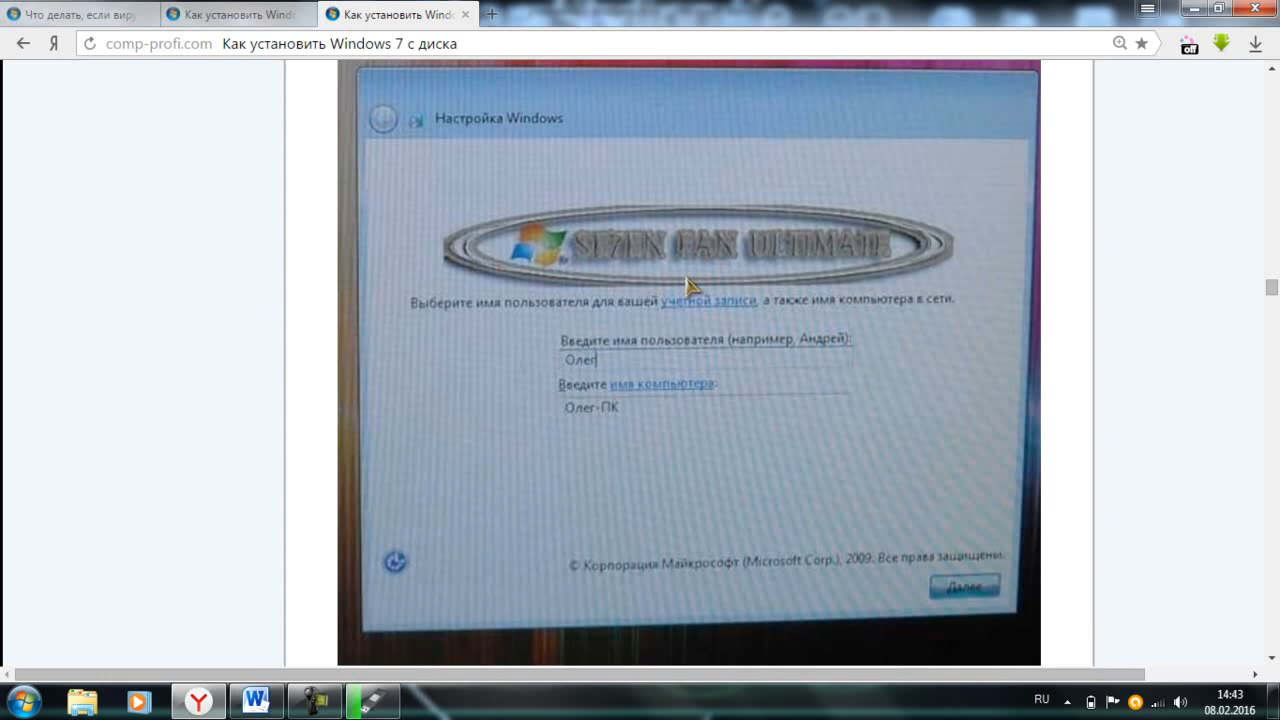 Что делать, если виру
Как установить Windo
Как установить Windo
Я
comp-profi.com Как установить Windows 7 с диска
off
Настройка Windows
SE7EN FAN ULTIMATE
Выберите имя пользователя для вашей учетной записи, а также имя компьютера в сети.
Введите имя пользователя (например, Андрей):
Олег
Введите имя компьютера:
Олег-ПК
© Корпорация Майкрософт (Microsoft Corp.), 2009. Все права защищены.
Далее
RU
14:43
08.02.2016